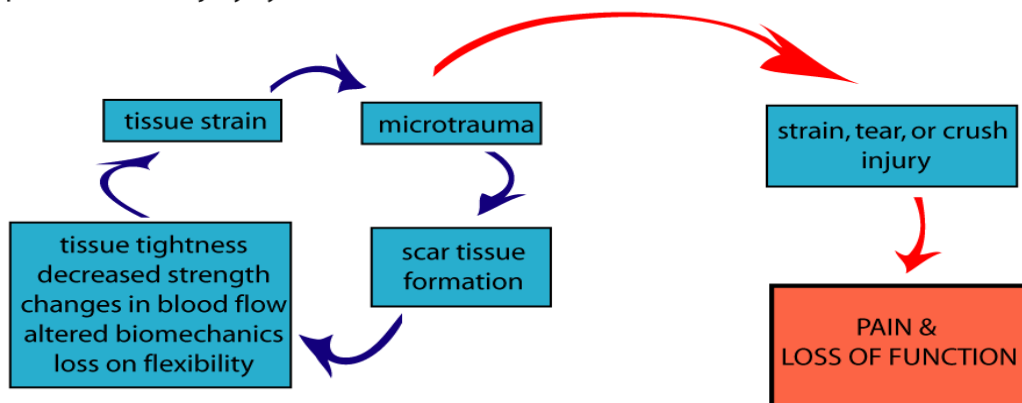 tissue strain
microtrauma
strain, tear, or crush
injury
tissue tightness
decreased strength
changes in blood flow
altered biomechanics
loss on flexibility
scar tissue
formation
PAIN &
LOSS OF FUNCTION